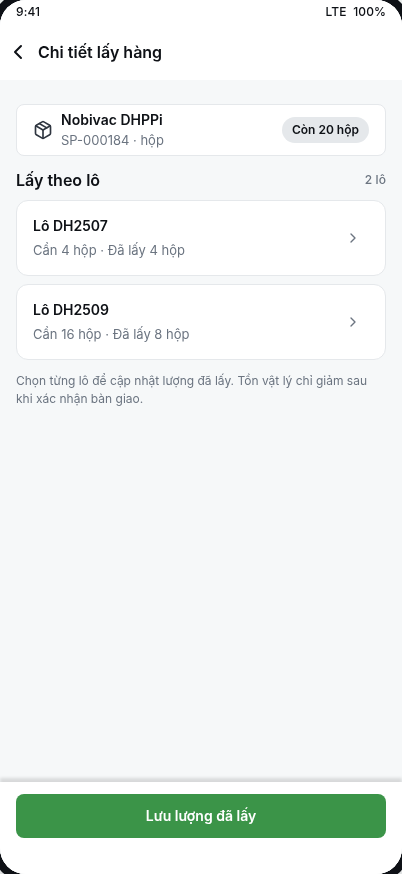 9:41
LTE 100%
Chi tiết lấy hàng
Nobivac DHPPi
SP-000184 · hộp
Còn 20 hộp
Lấy theo lô
2 lô
Lô DH2507
Cần 4 hộp · Đã lấy 4 hộp
Lô DH2509
Cần 16 hộp · Đã lấy 8 hộp
Chọn từng lô để cập nhật lượng đã lấy. Tồn vật lý chỉ giảm sau
khi xác nhận bàn giao.
Lưu lượng đã lấy